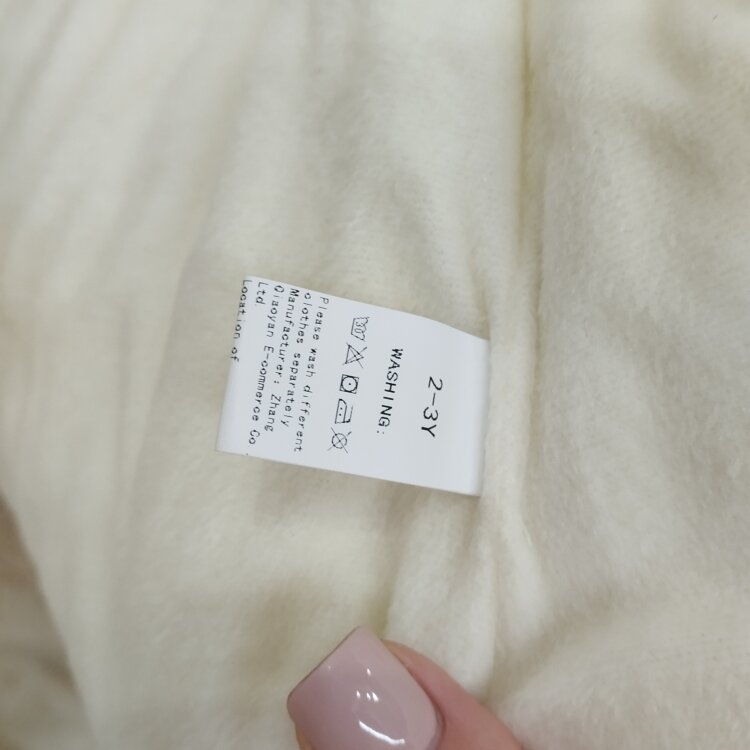 2-3Y
WASHING:
Please wash different
clothes separately
Manufacturer: Zhang
Qiaoyan E-commerce Co
Ltd
Location of